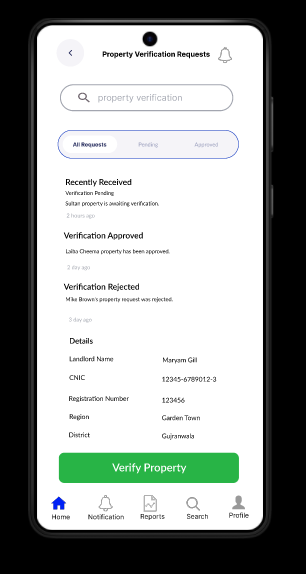 Property Verification Requests
property verification
All Requests Pending Approved
Recently Received
Verification Pending
Sultan property is awaiting verification.
2 hours ago
Verification Approved
Laiba Cheema property has been approved.
2 day ago
Verification Rejected
Mike Brown's property request was rejected.
3 day ago
Details
Landlord Name Maryam Gill
CNIC 12345-6789012-3
Registration Number 123456
Region Garden Town
District Gujranwala
Verify Property
Home Notification Reports Search Profile